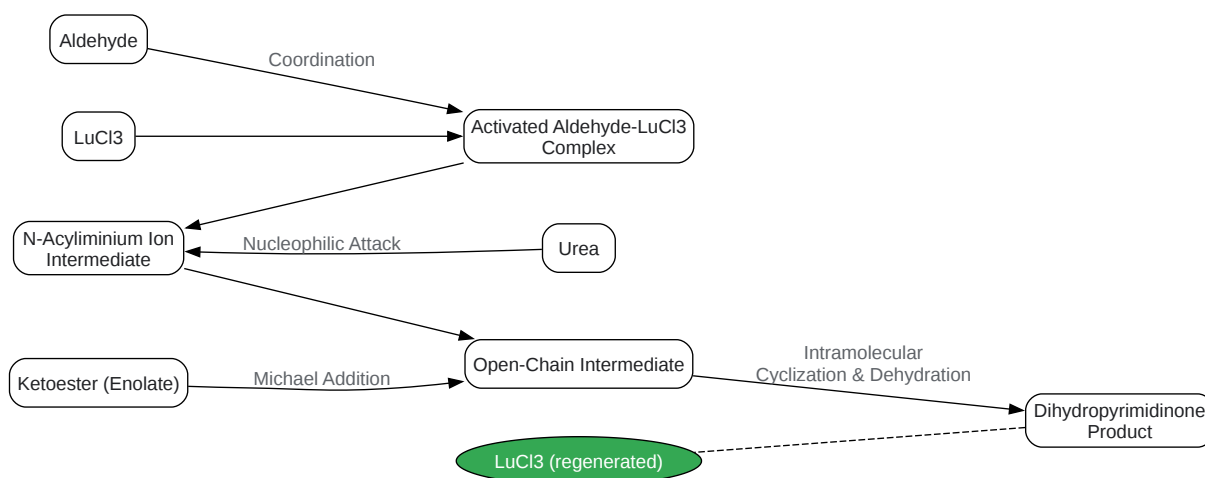 Aldehyde
Coordination
LuCl3
Activated Aldehyde-LuCl3
Complex
N-Acyliminium Ion
Intermediate
Nucleophilic Attack
Urea
Ketoester (Enolate)
Michael Addition
Open-Chain Intermediate
Intramolecular
Cyclization & Dehydration
Dihydropyrimidinone
Product
LuCl3 (regenerated)